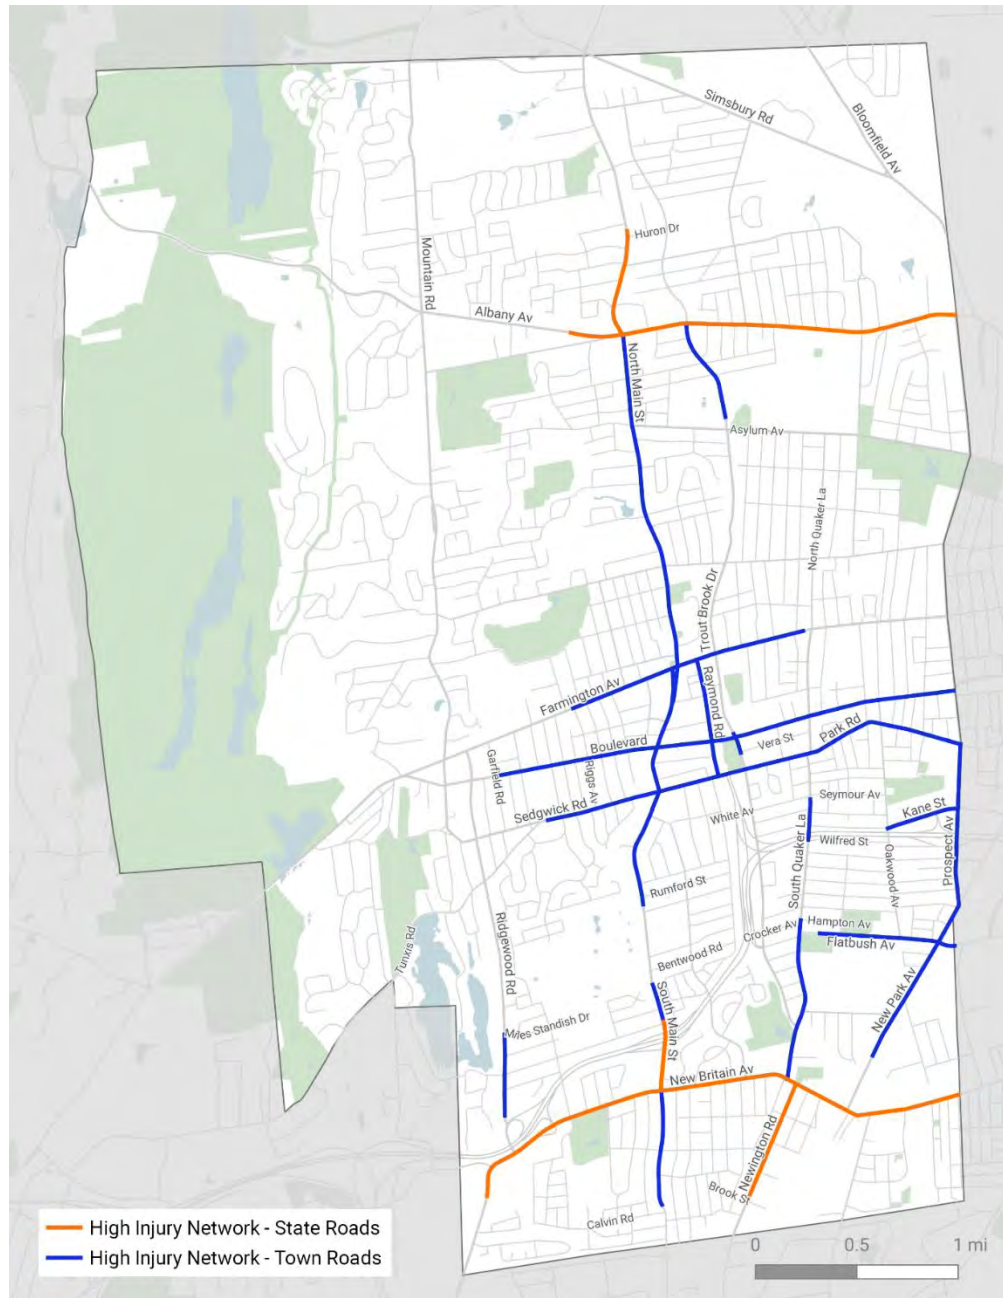 Simsbury Rd
Bloomfield Av
Huron Dr
Mountain Rd
Albany Av
North Main St
Asylum Av
North Quaker La
Trout Brook Dr
Farmington Av
Raymond Rd
Boulevard
Vera St
Park Rd
Garfield Rd
Riggs Av
Sedgwick Rd
Seymour Av
Kane St
White Av
Wilfred St
South Quaker La
Oakwood Av
Prospect Av
Rumford St
Ridgewood Rd
Hampton Av
Crocker Av
Flatbush Av
Tunxis Rd
Bentwood Rd
South Main St
New Park Av
Miles Standish Dr
New Britain Av
Newington Rd
Brook St
Calvin Rd
High Injury Network - State Roads
High Injury Network - Town Roads
0 0.5 1 mi